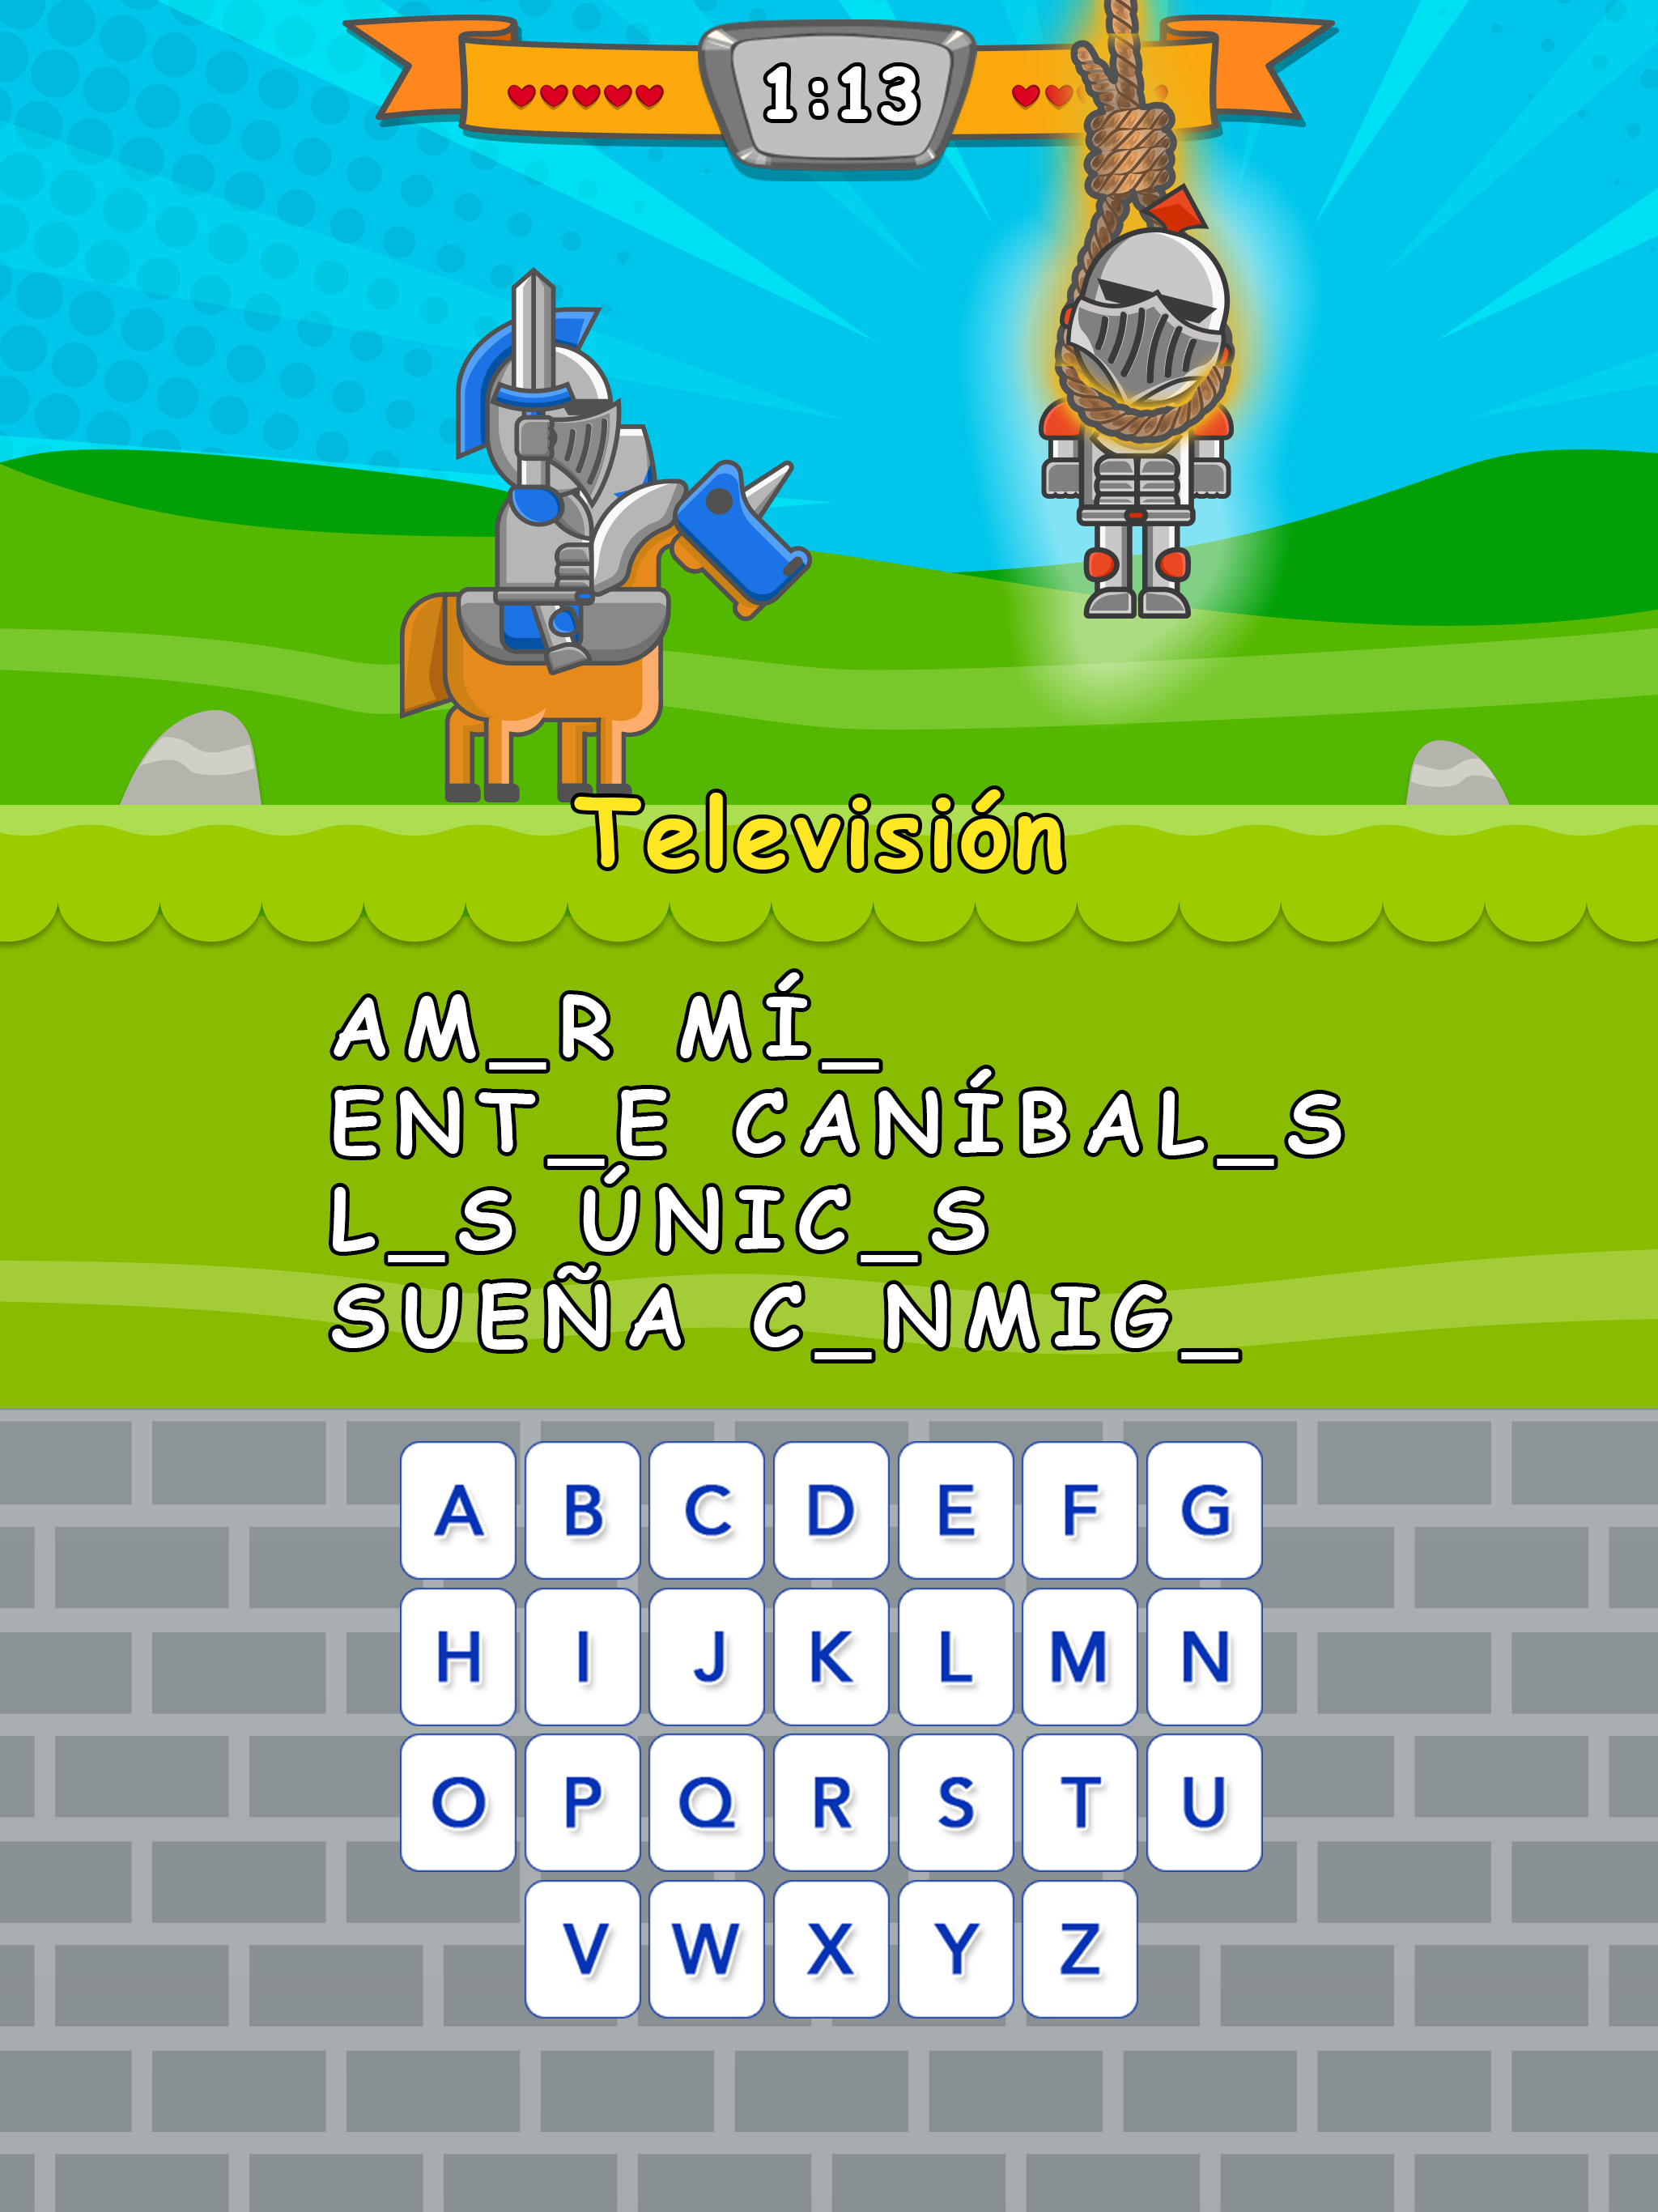 1:13
Televisión
AM_R MÍ_
ENT_E CANÍBAL_S
L_S ÚNIC_S
SUEÑA C_NMIG_
A B C D E F G
H I J K L M N
O P Q R S T U
V W X Y Z